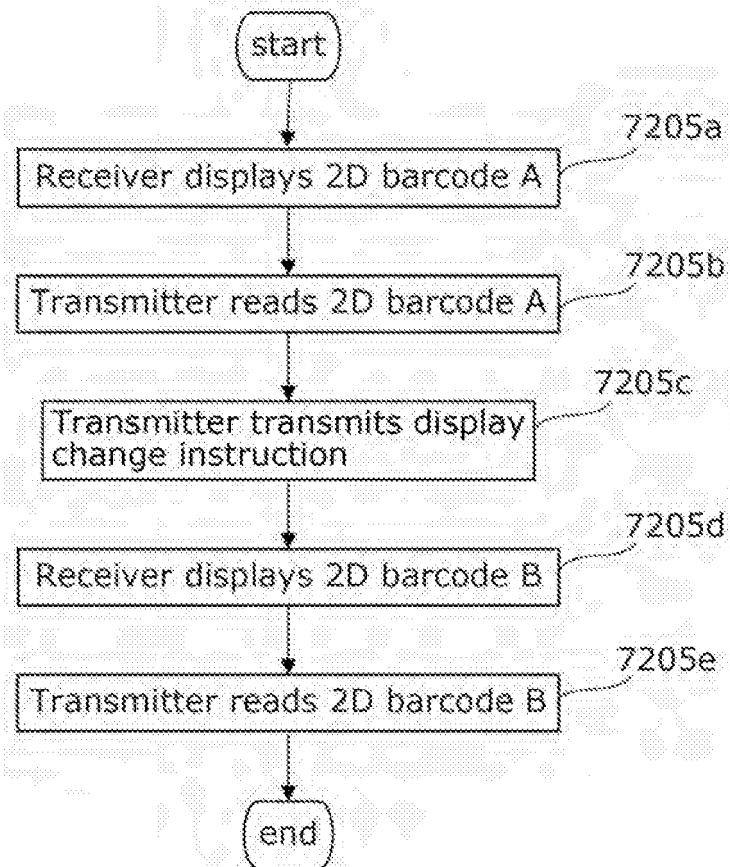 start
7205a
Receiver displays 2D barcode A
7205b
Transmitter reads 2D barcode A
7205c
Transmitter transmits display
change instruction
7205d
Receiver displays 2D barcode B
7205e
Transmitter reads 2D barcode B
end